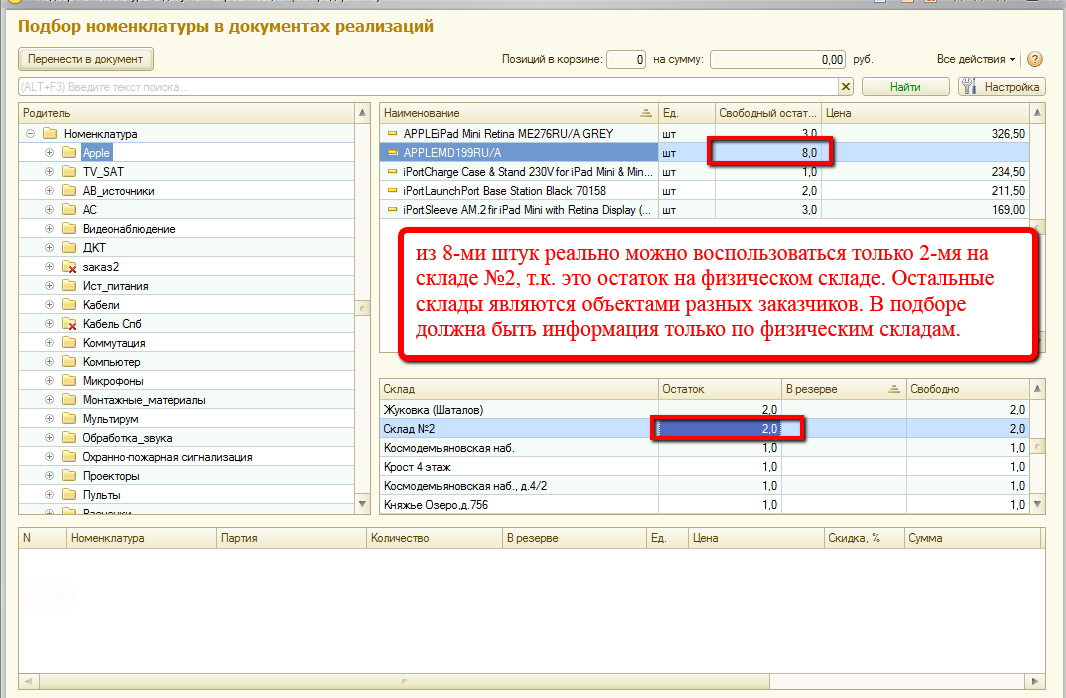 Подбор номенклатуры в документах реализаций
Перенести в документ
Позиций в корзине: 0 на сумму: 0,00 руб.
Все действия
(ALT+F3) Введите текст поиска...
Найти
Настройка
Родитель
Номенклатура
Apple
TV_SAT
АВ_источники
АС
Видеонаблюдение
ДКТ
заказ2
Ист_питания
Кабели
Кабель Спб
Коммутация
Компьютер
Микрофоны
Монтажные_материалы
Мультирум
Обработка_звука
Охранно-пожарная сигнализация
Проекторы
Пульты
Наименование Ед. Свободный остат... Цена
APPLEiPad Mini Retina ME276RU/A GREY шт 3,0 326,50
APPLEMD199RU/A шт 8,0
iPortCharge Case & Stand 230V for iPad Mini & Min... шт 1,0 234,50
iPortLaunchPort Base Station Black 70158 шт 2,0 211,50
iPortSleeve AM.2 fir iPad Mini with Retina Display (... шт 3,0 169,00
из 8-ми штук реально можно воспользоваться только 2-мя на
складе №2, т.к. это остаток на физическом складе. Остальные
склады являются объектами разных заказчиков. В подборе
должна быть информация только по физическим складам.
Склад Остаток В резерве Свободно
Жуковка (Шаталов) 2,0 2,0
Склад №2 2,0 2,0
Космодемьяновская наб. 1,0 1,0
Крост 4 этаж 1,0 1,0
Космодемьяновская наб., д.4/2 1,0 1,0
Княжье Озеро,д.756 1,0 1,0
N Номенклатура Партия Количество В резерве Ед. Цена Скидка, % Сумма